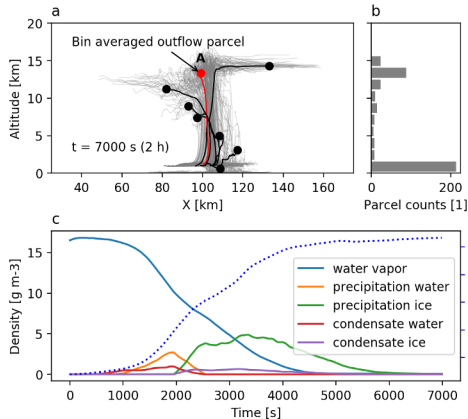 a
b
20
15
10
5
0
Altitude [km]
Bin averaged outflow parcel
A
t = 7000 s (2 h)
40 60 80 100 120 140 160
X [km]
0 200
Parcel counts [1]
c
15
10
5
0
Density [g m-3]
water vapor
precipitation water
precipitation ice
condensate water
condensate ice
0 1000 2000 3000 4000 5000 6000 7000
Time [s]